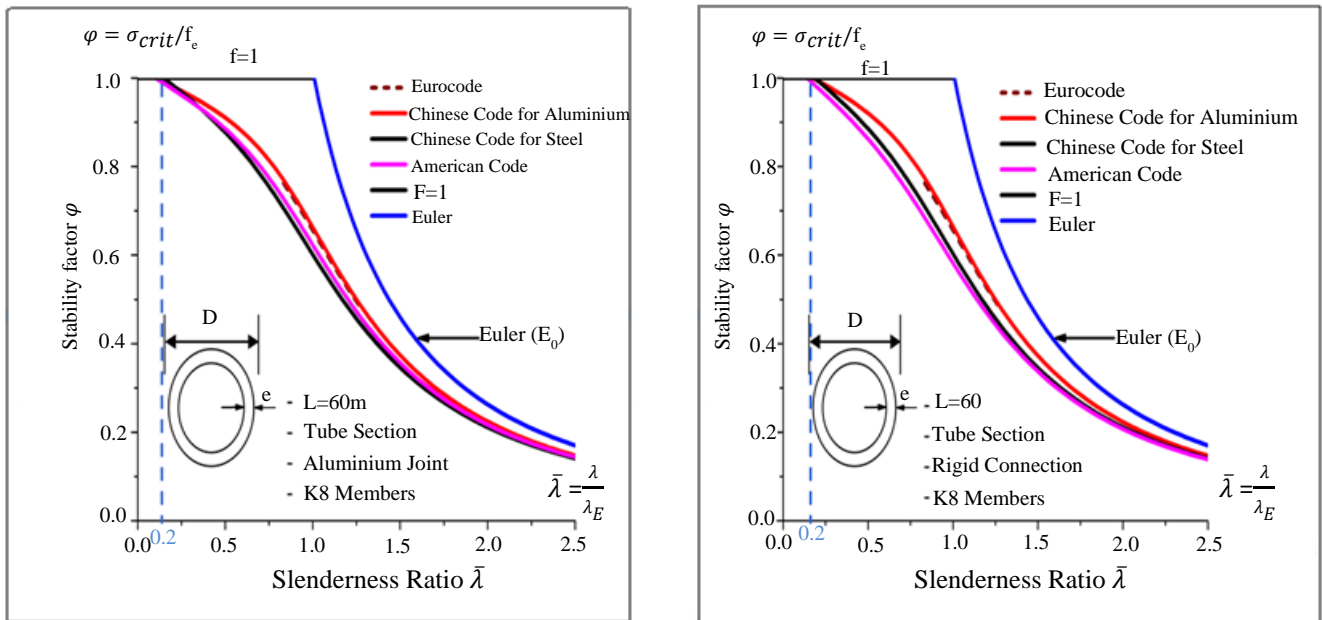 φ = σcrit/fe
f=1
1.0
0.8
0.6
0.4
0.2
0.0
Stability factor φ
Eurocode
Chinese Code for Aluminium
Chinese Code for Steel
American Code
F=1
Euler
Euler (E0)
D
e
- L=60m
- Tube Section
- Aluminium Joint
- K8 Members
λ̄ = λ/λE
0.0 0.2 0.5 1.0 1.5 2.0 2.5
Slenderness Ratio λ̄
φ = σcrit/fe
f=1
1.0
0.8
0.6
0.4
0.2
0.0
Stability factor φ
Eurocode
Chinese Code for Aluminium
Chinese Code for Steel
American Code
F=1
Euler
Euler (E0)
D
e
-L=60
-Tube Section
-Rigid Connection
-K8 Members
λ̄ = λ/λE
0.0 0.2 0.5 1.0 1.5 2.0 2.5
Slenderness Ratio λ̄